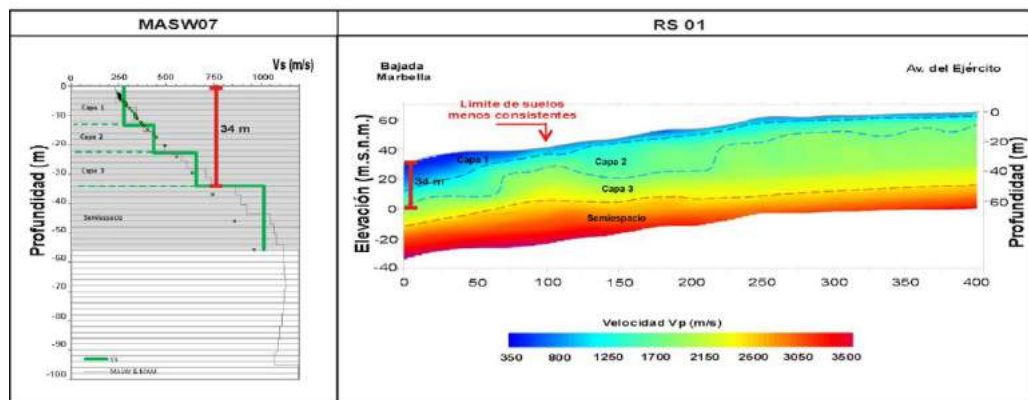 MASW07
RS 01
Vs (m/s)
0 250 500 750 1000
0
-10
-20
-30
-40
-50
-60
-70
-80
-90
-100
Profundidad (m)
Capa 1
Capa 2
Capa 3
Semiespacio
34 m
Vs
MASW & MAM
Bajada
Marbella
Av. del Ejército
Límite de suelos
menos consistentes
Elevación (m.s.n.m.)
60
40
20
0
-20
-40
34 m
Capa 1
Capa 2
Capa 3
Semiespacio
0
20
40
60
Profundidad (m)
0 50 100 150 200 250 300 350 400
Velocidad Vp (m/s)
350 800 1250 1700 2150 2600 3050 3500